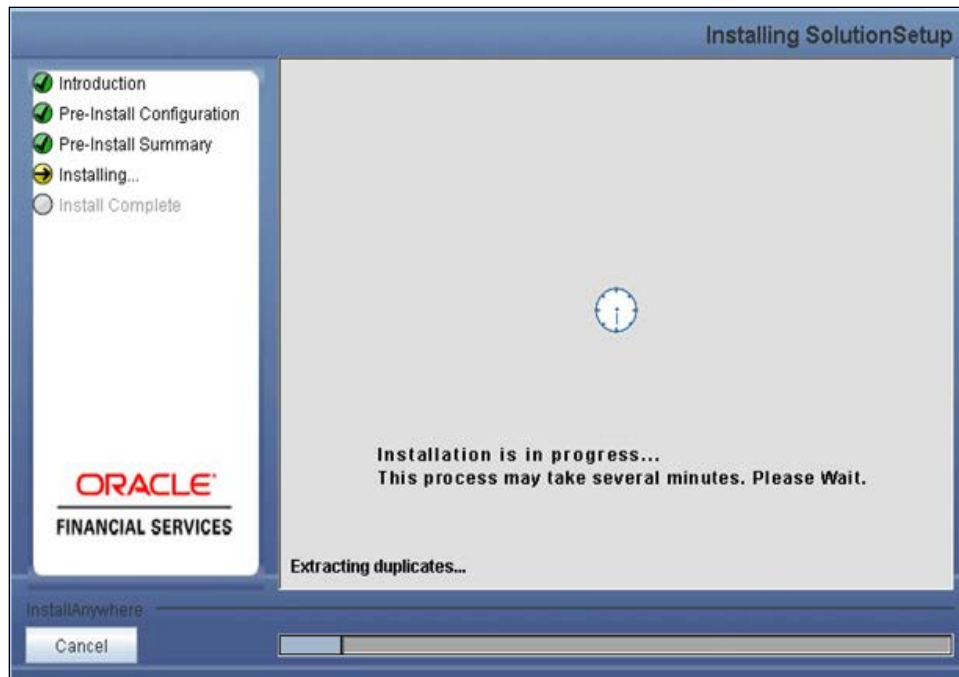 Installing SolutionSetup
Introduction
Pre-Install Configuration
Pre-Install Summary
Installing...
Install Complete
ORACLE
FINANCIAL SERVICES
Installation is in progress...
This process may take several minutes. Please Wait.
Extracting duplicates...
InstallAnywhere
Cancel